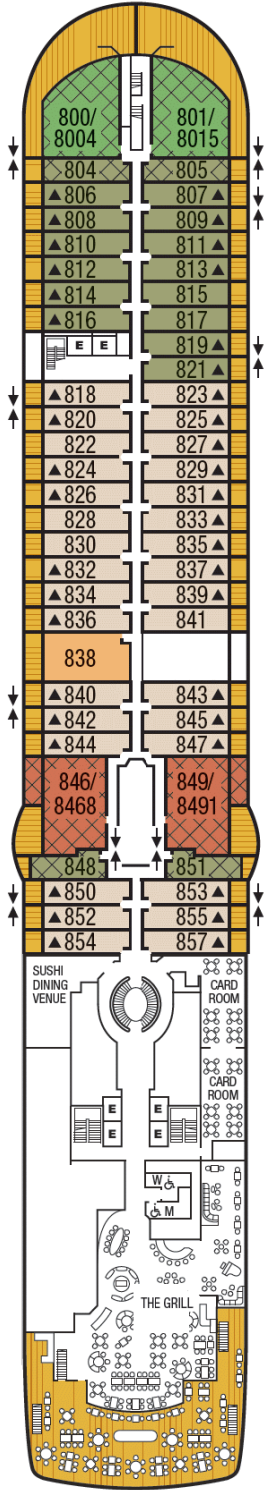 800/ 801/
8004 8015
804 805
▲806 807▲
▲808 809▲
▲810 811▲
▲812 813▲
▲814 815
▲816 817
E E 819▲
821▲
▲818 823▲
▲820 825▲
822 827▲
▲824 829▲
▲826 831▲
828 833▲
830 835▲
▲832 837▲
▲834 839▲
▲836 841
838
▲840 843▲
▲842 845▲
▲844 847▲
846/ 849/
8468 8491
848 851
▲850 853▲
▲852 855▲
▲854 857▲
SUSHI
DINING
VENUE
CARD
ROOM
CARD
ROOM
E E
E E
W
M
THE GRILL